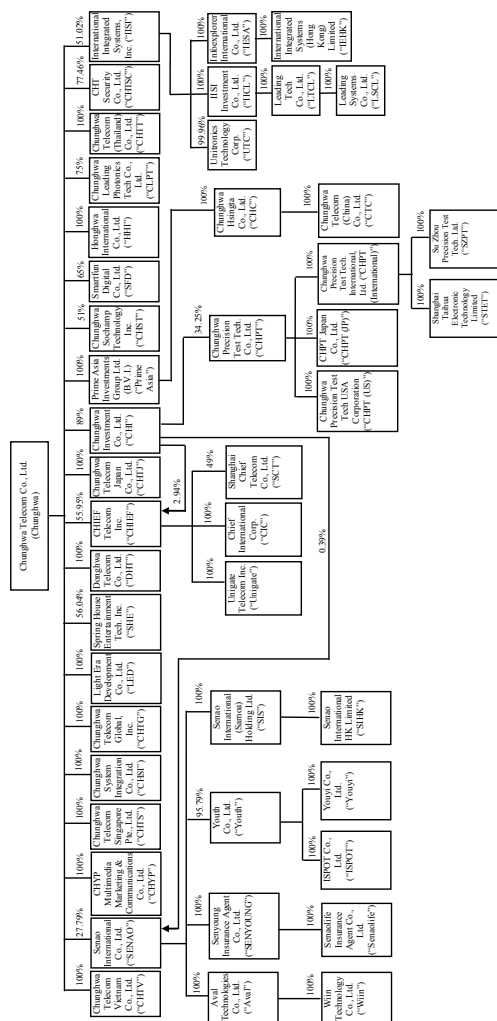 Chunghwa Telecom Co., Ltd.
(Chunghwa)
100%
27.79%
100%
100%
100%
100%
100%
56.04%
100%
55.95%
100%
89%
100%
51%
65%
100%
75%
100%
77.46%
51.02%
Chunghwa
Telecom
Vietnam Co., Ltd.
("CHTV")
Senao
International
Co., Ltd.
("SENAO")
CHYP
Multimedia
Marketing &
Communications
Co., Ltd.
("CHYP")
Chunghwa
Telecom
Singapore
Pte., Ltd.
("CHTS")
Chunghwa
System
Integration
Co., Ltd.
("CHSI")
Chunghwa
Telecom
Global,
Inc.
("CHTG")
Light Era
Development
Co., Ltd.
("LED")
Spring House
Entertainment
Tech. Inc.
("SHE")
Donghwa
Telecom
Co., Ltd.
("DHT")
CHIEF
Telecom
Inc.
("CHIEF")
Chunghwa
Telecom
Japan
Co., Ltd.
("CHTJ")
Chunghwa
Investment
Co., Ltd.
("CHI")
Prime Asia
Investments
Group Ltd.
(B.V.I.)
("Prime
Asia")
Chunghwa
Sochamp
Technology
Inc.
("CHST")
Smartfun
Digital
Co., Ltd.
("SFD")
Honghwa
International
Co., Ltd.
("HHI")
Chunghwa
Leading
Photonics
Tech Co.,
Ltd.
("CLPT")
Chunghwa
Telecom
(Thailand)
Co., Ltd.
("CHTT")
CHT
Security
Co., Ltd.
("CHTSC")
International
Integrated
Systems,
Inc. ("IISI")
2.94%
0.39%
34.25%
100%
100%
100%
95.79%
100%
100%
100%
49%
99.96%
100%
100%
Aval
Technologies
Co., Ltd.
("Aval")
Senyoung
Insurance Agent
Co., Ltd.
("SENYOUNG")
Youth
Co., Ltd.
("Youth")
Senao
International
(Samoa)
Holding Ltd.
("SIS")
Unigate
Telecom Inc.
("Unigate")
Chief
International
Corp.
("CIC")
Shanghai
Chief
Telecom
Co., Ltd.
("SCT")
Chunghwa
Precision
Test Tech.
Co., Ltd.
("CHPT")
Chunghwa
Hsingta
Co., Ltd.
("CHC")
Unitronics
Technology
Corp.
("UTC")
IISI
Investment
Co., Ltd.
("IICL")
Infoexplorer
International
Co., Ltd.
("IESA")
100%
100%
100%
100%
100%
100%
100%
100%
100%
100%
100%
Wiin
Technology
Co., Ltd.
("Wiin")
Senaolife
Insurance
Agent Co.,
Ltd.
("Senaolife")
ISPOT Co.,
Ltd.
("ISPOT")
Youyi Co.,
Ltd.
("Youyi")
Senao
International
HK Limited
("SIHK")
Chunghwa
Precision Test
Tech USA
Corporation
("CHPT (US)")
CHPT Japan
Co., Ltd.
("CHPT (JP)")
Chunghwa
Precision
Test Tech.
International,
Ltd. ("CHPT
(International)")
Chunghwa
Telecom
(China) Co.,
Ltd.
("CTC")
Leading
Tech
Co., Ltd.
("LTCL")
International
Integrated
Systems (Hong
Kong)
Limited
("IEHK")
100%
100%
100%
Shanghai
Taihua
Electronic
Technology
Limited
("STET")
Su Zhou
Precision Test
Tech. Ltd.
("SZPT")
Leading
Systems
Co., Ltd.
("LSCL")